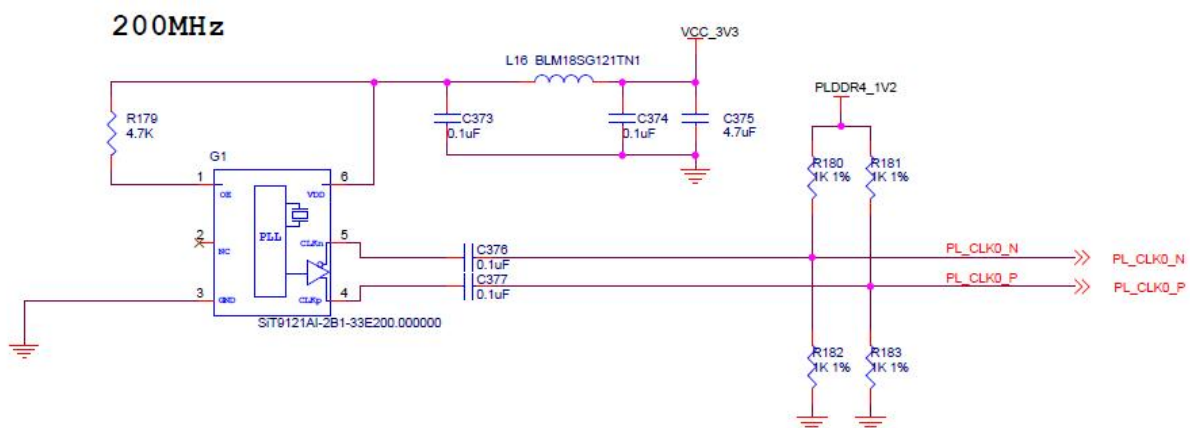 200MHz
VCC_3V3
L16 BLM18SG121TN1
PLDDR4_1V2
R179
4.7K
C373
0.1uF
C374
0.1uF
C375
4.7uF
G1
R180
1K 1%
R181
1K 1%
1
OE
VDD
6
PLL
2
NC
CLKn
5
C376
0.1uF
PL_CLK0_N
PL_CLK0_N
3
GND
CLKp
4
C377
0.1uF
PL_CLK0_P
PL_CLK0_P
SiT9121AI-2B1-33E200.000000
R182
1K 1%
R183
1K 1%